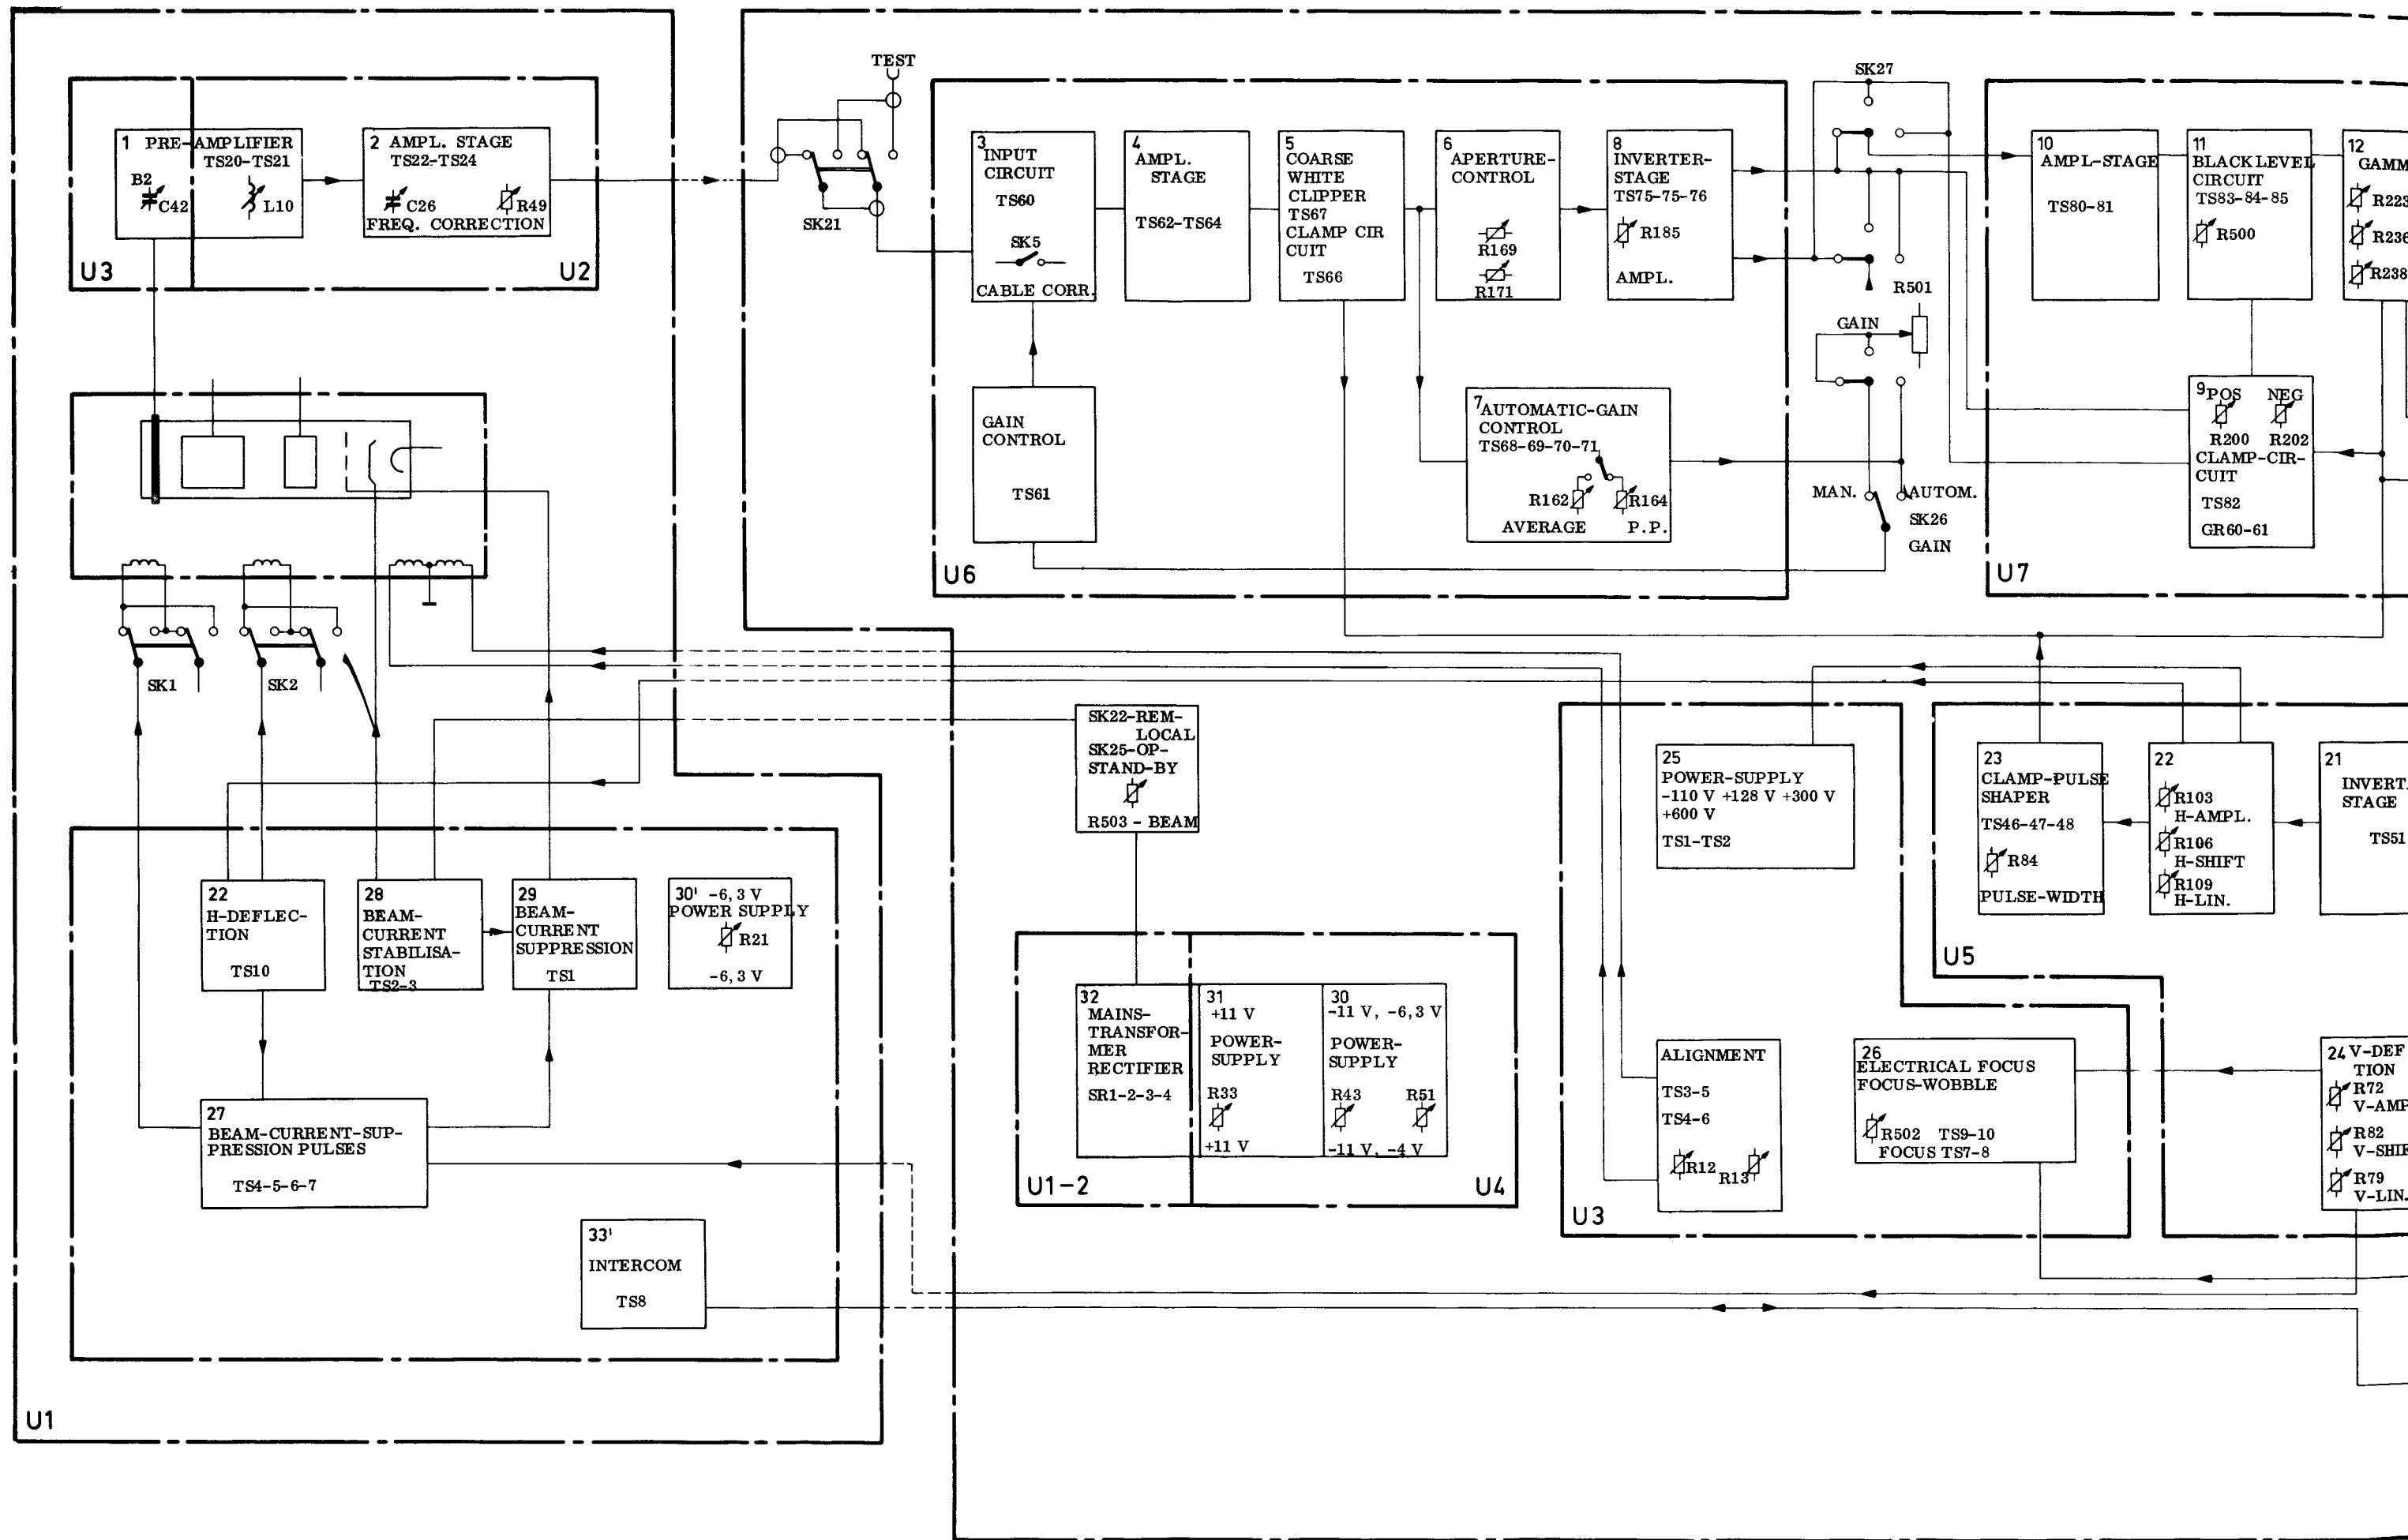 TEST
SK27
1 PRE-AMPLIFIER
TS20-TS21
B2
C42
L10
2 AMPL. STAGE
TS22-TS24
C26
R49
FREQ. CORRECTION
U3
U2
SK21
3
INPUT
CIRCUIT
TS60
SK5
CABLE CORR.
4
AMPL.
STAGE
TS62-TS64
5
COARSE
WHITE
CLIPPER
TS67
CLAMP CIR
CUIT
TS66
6
APERTURE-
CONTROL
R169
R171
8
INVERTER-
STAGE
TS75-75-76
R185
AMPL.
R501
GAIN
10
AMPL-STAGE
TS80-81
11
BLACK LEVEL
CIRCUIT
TS83-84-85
R500
12
GAMM
R223
R236
R238
GAIN
CONTROL
TS61
7
AUTOMATIC-GAIN
CONTROL
TS68-69-70-71
R162
R164
AVERAGE
P.P.
MAN.
AUTOM.
SK26
GAIN
9
POS
NEG
R200
R202
CLAMP-CIR-
CUIT
TS82
GR60-61
U6
U7
SK1
SK2
SK22-REM-
LOCAL
SK25-OP-
STAND-BY
R503 - BEAM
25
POWER-SUPPLY
-110 V +128 V +300 V
+600 V
TS1-TS2
23
CLAMP-PULSE
SHAPER
TS46-47-48
R84
PULSE-WIDTH
22
R103
H-AMPL.
R106
H-SHIFT
R109
H-LIN.
21
INVERT.
STAGE
TS51
U5
22
H-DEFLEC-
TION
TS10
28
BEAM-
CURRENT
STABILISA-
TION
TS2-3
29
BEAM-
CURRENT
SUPPRESSION
TS1
30' -6,3 V
POWER SUPPLY
R21
-6,3 V
32
MAINS-
TRANSFOR-
MER
RECTIFIER
SR1-2-3-4
31
+11 V
POWER-
SUPPLY
R33
+11 V
30
-11 V, -6,3 V
POWER-
SUPPLY
R43
R51
-11 V, -4 V
U1-2
U4
ALIGNMENT
TS3-5
TS4-6
R12
R13
26
ELECTRICAL FOCUS
FOCUS-WOBBLE
R502 TS9-10
FOCUS TS7-8
U3
24 V-DEF
TION
R72
V-AMP
R82
V-SHIF
R79
V-LIN.
27
BEAM-CURRENT-SUP-
PRESSION PULSES
TS4-5-6-7
33'
INTERCOM
TS8
U1